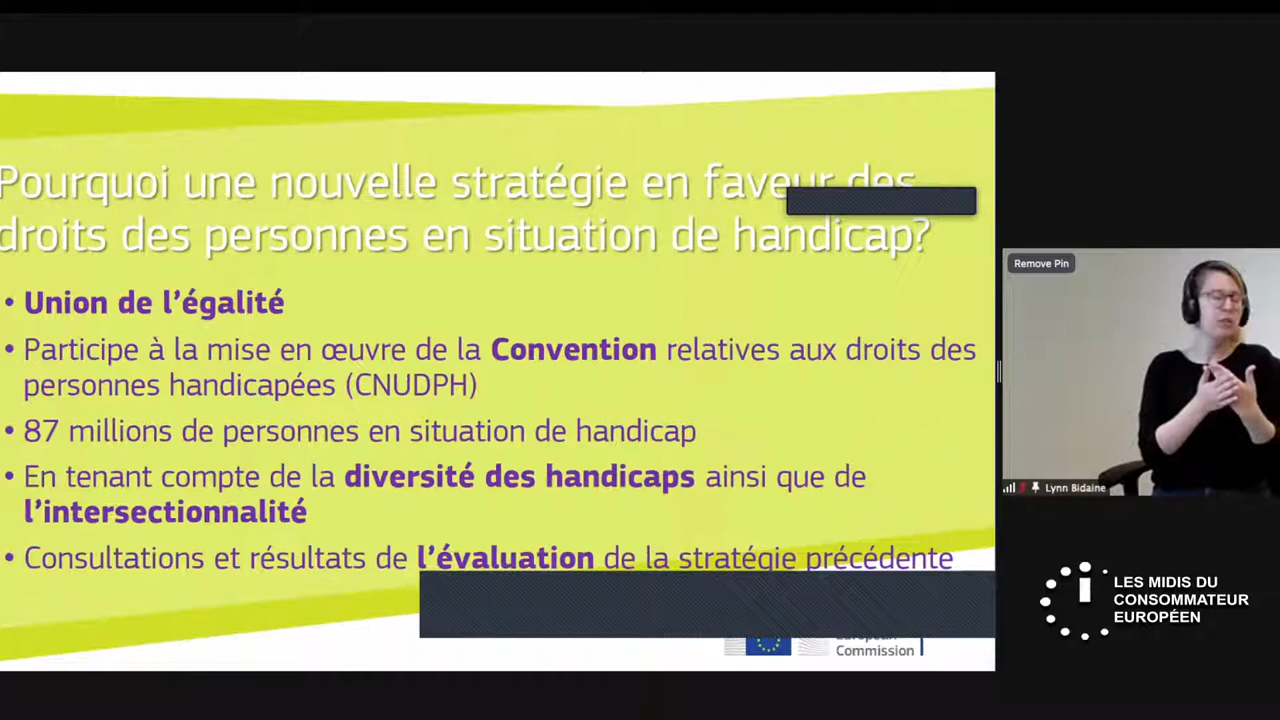 Pourquoi une nouvelle stratégie en faveur des
droits des personnes en situation de handicap?
• Union de l'égalité
• Participe à la mise en œuvre de la Convention relatives aux droits des
personnes handicapées (CNUDPH)
• 87 millions de personnes en situation de handicap
• En tenant compte de la diversité des handicaps ainsi que de
l'intersectionnalité
• Consultations et résultats de l'évaluation de la stratégie précédente
European
Commission
Remove Pin
Lynn Bidaine
LES MIDIS DU
CONSOMMATEUR
EUROPÉEN